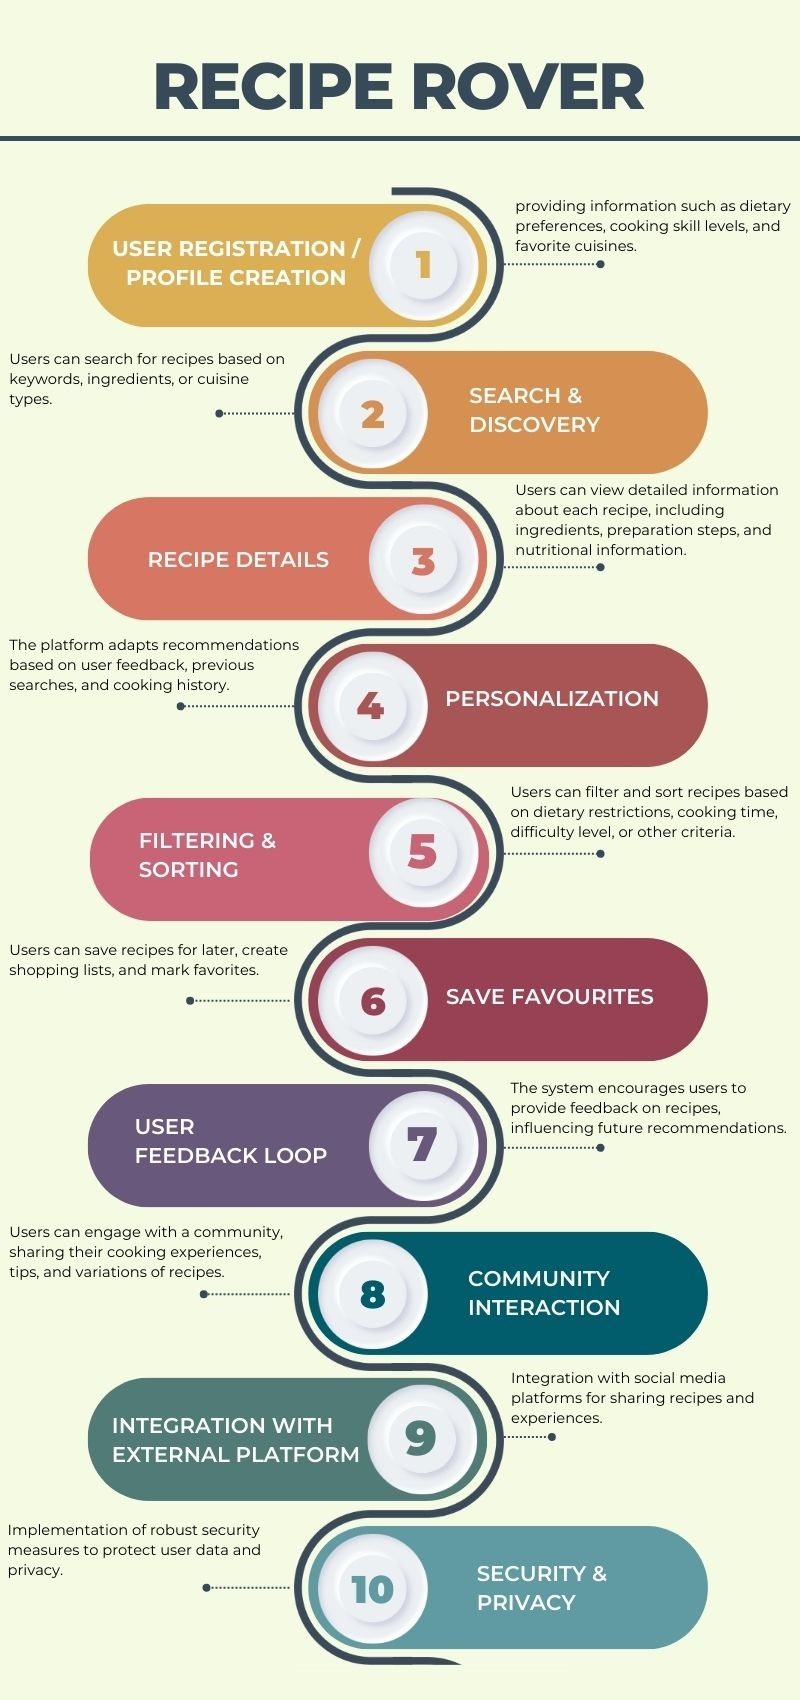 RECIPE ROVER
USER REGISTRATION /
PROFILE CREATION
1
providing information such as dietary
preferences, cooking skill levels, and
favorite cuisines.
Users can search for recipes based on
keywords, ingredients, or cuisine
types.
2
SEARCH &
DISCOVERY
RECIPE DETAILS
3
Users can view detailed information
about each recipe, including
ingredients, preparation steps, and
nutritional information.
The platform adapts recommendations
based on user feedback, previous
searches, and cooking history.
4
PERSONALIZATION
FILTERING &
SORTING
5
Users can filter and sort recipes based
on dietary restrictions, cooking time,
difficulty level, or other criteria.
Users can save recipes for later, create
shopping lists, and mark favorites.
6
SAVE FAVOURITES
USER
FEEDBACK LOOP
7
The system encourages users to
provide feedback on recipes,
influencing future recommendations.
Users can engage with a community,
sharing their cooking experiences,
tips, and variations of recipes.
8
COMMUNITY
INTERACTION
INTEGRATION WITH
EXTERNAL PLATFORM
9
Integration with social media
platforms for sharing recipes and
experiences.
Implementation of robust security
measures to protect user data and
privacy.
10
SECURITY &
PRIVACY